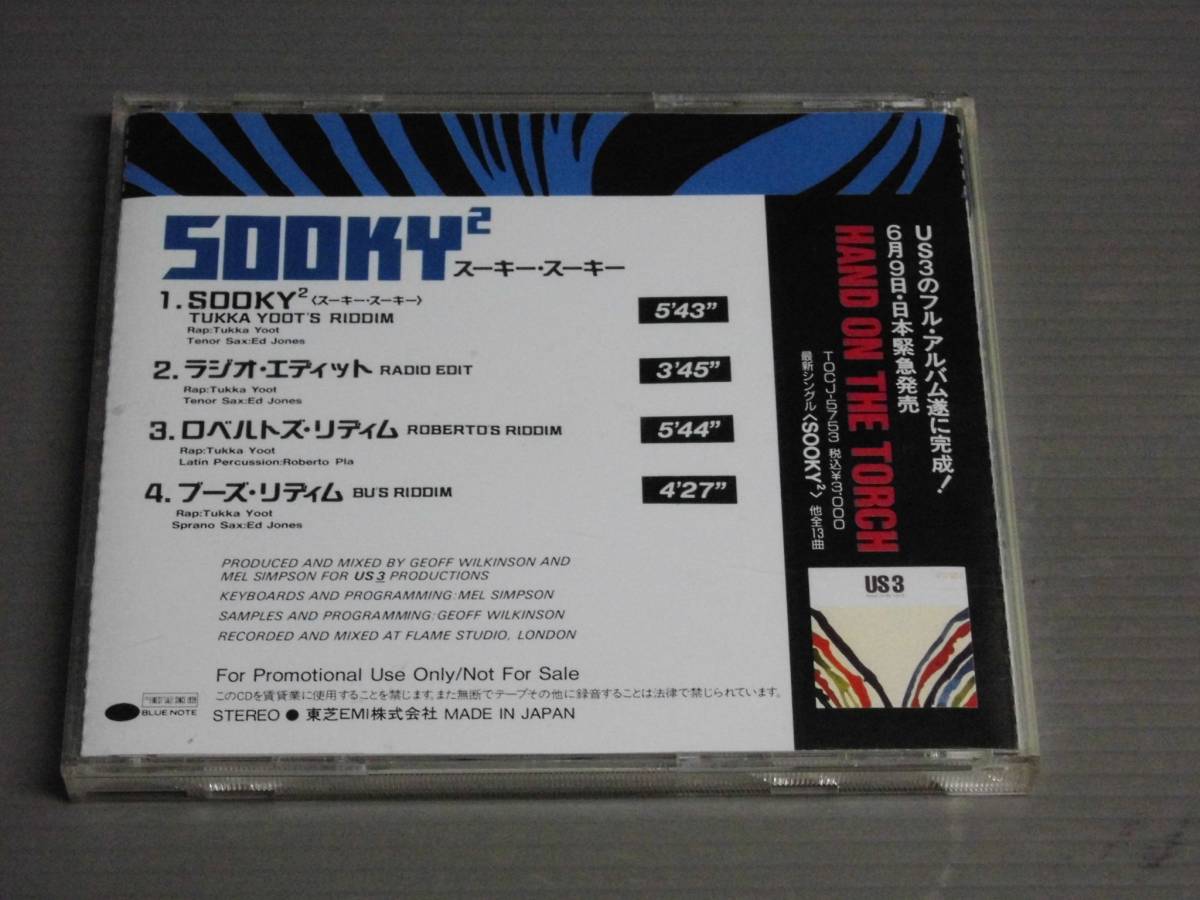 SOOKY²
スーキー・スーキー
1. SOOKY² 〈スーキー・スーキー〉 5'43"
TUKKA YOOT'S RIDDIM
Rap:Tukka Yoot
Tenor Sax:Ed Jones
2. ラジオ・エディット RADIO EDIT 3'45"
Rap:Tukka Yoot
Tenor Sax:Ed Jones
3. ロベルトズ・リディム ROBERTO'S RIDDIM 5'44"
Rap:Tukka Yoot
Latin Percussion:Roberto Pla
4. ブーズ・リディム BU'S RIDDIM 4'27"
Rap:Tukka Yoot
Sprano Sax:Ed Jones
PRODUCED AND MIXED BY GEOFF WILKINSON AND
MEL SIMPSON FOR US3 PRODUCTIONS
KEYBOARDS AND PROGRAMMING:MEL SIMPSON
SAMPLES AND PROGRAMMING:GEOFF WILKINSON
RECORDED AND MIXED AT FLAME STUDIO, LONDON
For Promotional Use Only/Not For Sale
このCDを賃貸業に使用することを禁じます。また無断でテープその他に録音することは法律で禁じられています。
BLUE NOTE
STEREO ● 東芝EMI株式会社 MADE IN JAPAN
US3のフル・アルバム遂に完成!
6月9日・日本緊急発売
HAND ON THE TORCH
TOCJ-5753 税込¥3,000
最新シングル〈SOOKY²〉他全13曲
US3